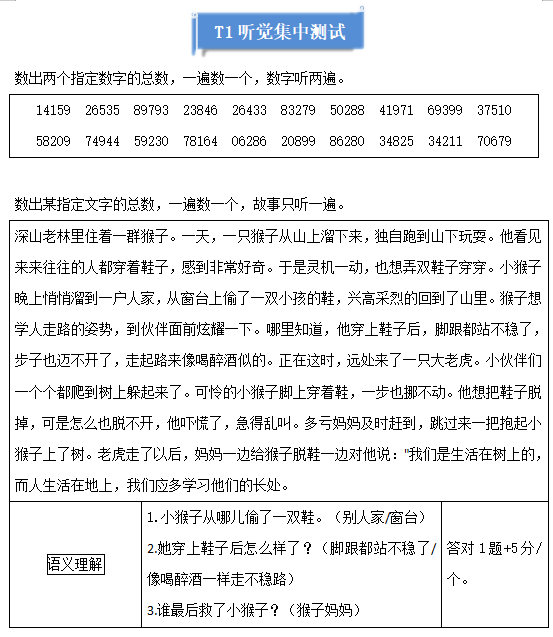 T1 听觉集中测试
数出两个指定数字的总数，一遍数一个，数字听两遍。
14159 26535 89793 23846 26433 83279 50288 41971 69399 37510
58209 74944 59230 78164 06286 20899 86280 34825 34211 70679
数出某指定文字的总数，一遍数一个，故事只听一遍。
深山老林里住着一群猴子。一天，一只猴子从山上溜下来，独自跑到山下玩耍。他看见
来来往往的人都穿着鞋子，感到非常好奇。于是灵机一动，也想弄双鞋子穿穿。小猴子
晚上悄悄溜到一户人家，从窗台上偷了一双小孩的鞋，兴高采烈的回到了山里。猴子想
学人走路的姿势，到伙伴面前炫耀一下。哪里知道，他穿上鞋子后，脚跟都站不稳了，
步子也迈不开了，走起路来像喝醉酒似的。正在这时，远处来了一只大老虎。小伙伴们
一个个都爬到树上躲起来了。可怜的小猴子脚上穿着鞋，一步也挪不动。他想把鞋子脱
掉，可是怎么也脱不开，他吓慌了，急得乱叫。多亏妈妈及时赶到，跳过来一把抱起小
猴子上了树。老虎走了以后，妈妈一边给猴子脱鞋一边对他说："我们是生活在树上的，
而人生活在地上，我们应多学习他们的长处。
语义理解
1.小猴子从哪儿偷了一双鞋。（别人家/窗台）
2.她穿上鞋子后怎么样了？（脚跟都站不稳了/
像喝醉酒一样走不稳路）
3.谁最后救了小猴子？（猴子妈妈）
答对 1 题+5 分/
个。